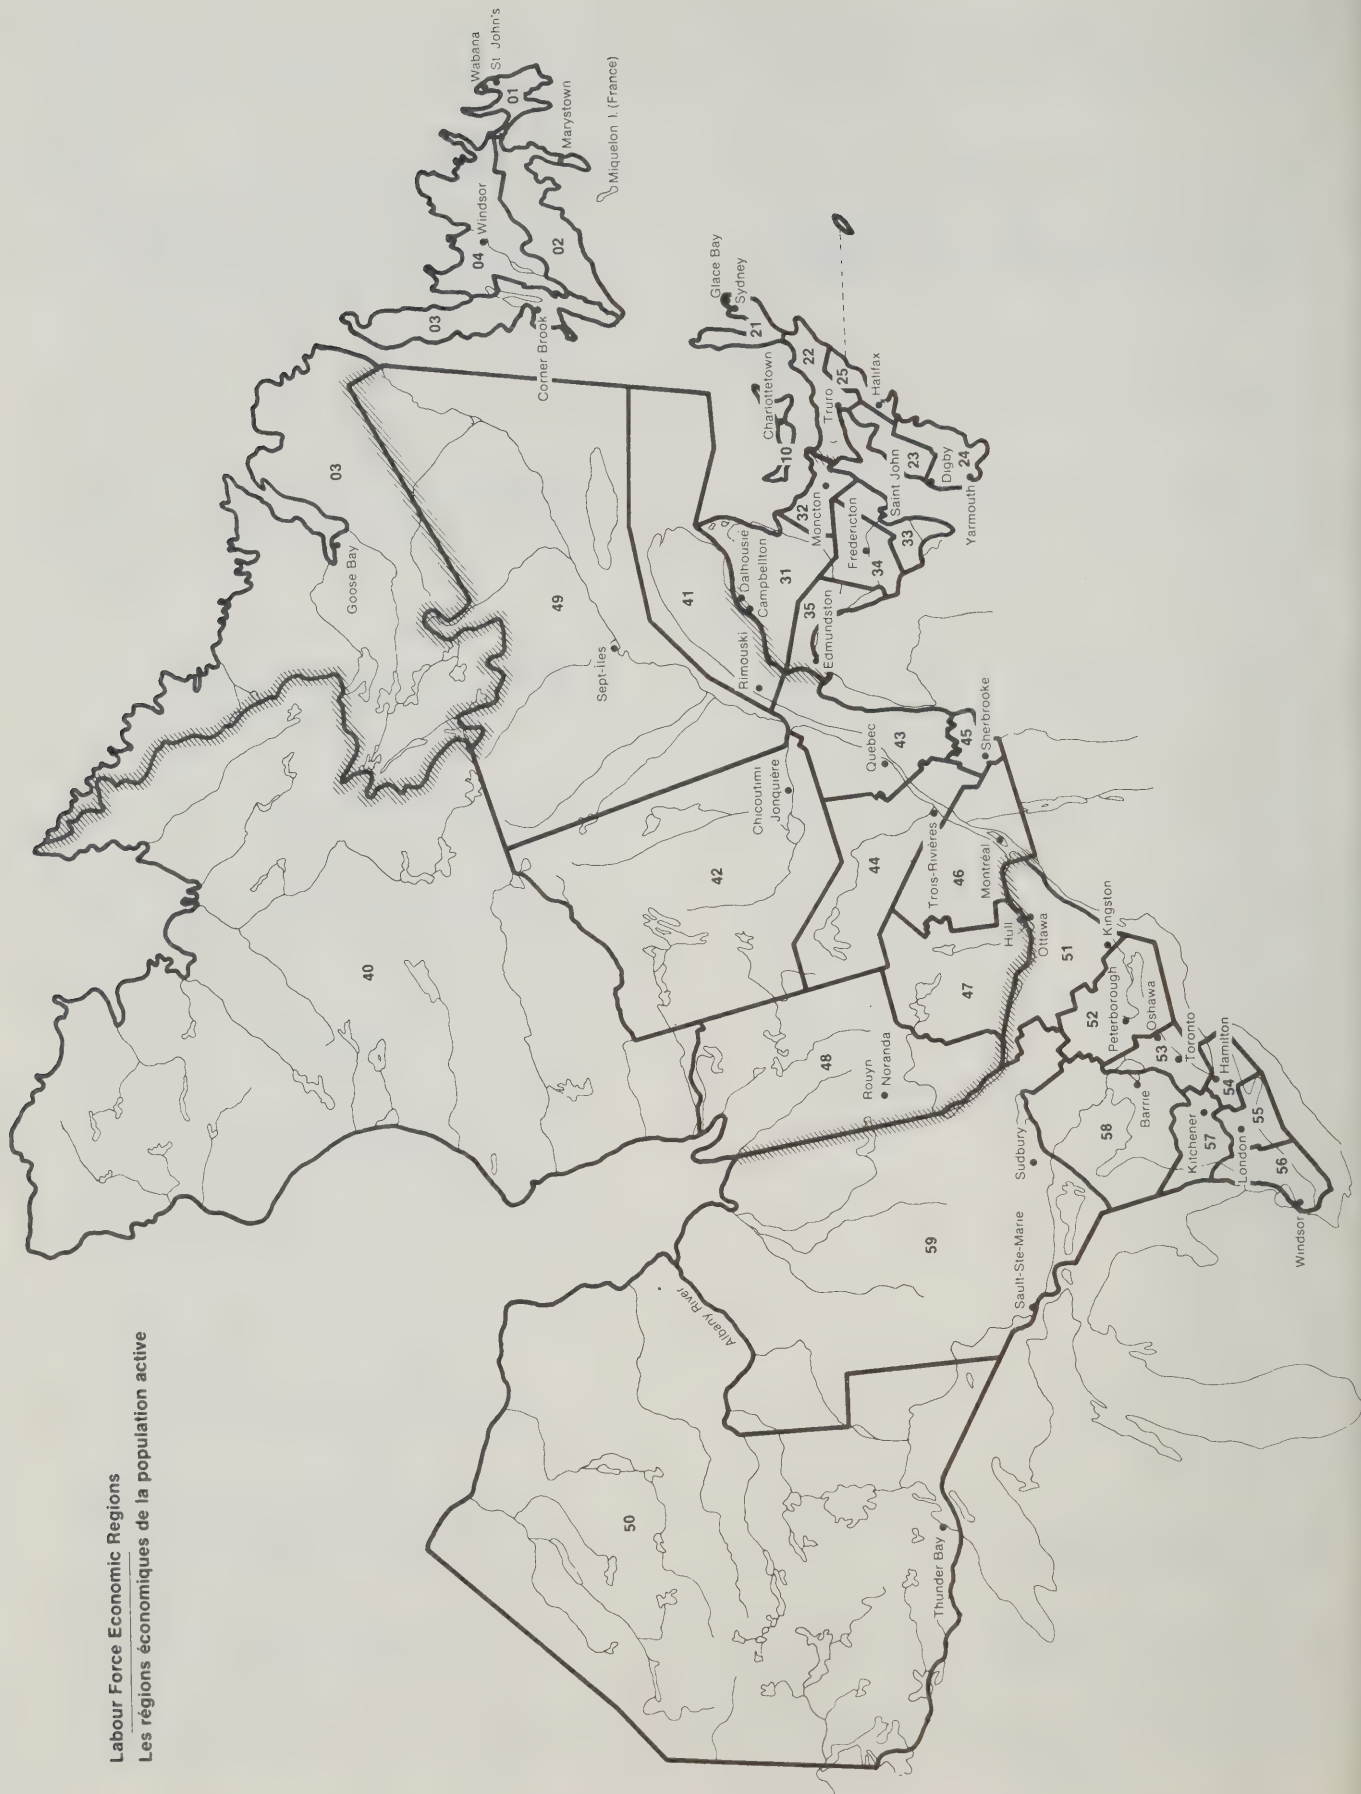 Labour Force Economic Regions
Les régions économiques de la population active
Wabana
St John's
01
Marystown
Miquelon I. (France)
Windsor
04
02
03
Corner Brook
03
Goose Bay
40
49
Sept-Iles
41
42
Chicoutimi
Jonquière
Rimouski
Dalhousie
Campbellton
31
35
Edmundston
32
Moncton
Fredericton
34
33
Saint John
10
Charlottetown
Glace Bay
Sydney
21
22
Truro
25
Halifax
23
Digby
24
Yarmouth
Quebec
43
45
Sherbrooke
44
Trois-Rivières
46
Montréal
47
Hull
Ottawa
48
Rouyn
Noranda
51
Kingston
52
Peterborough
Oshawa
53
Toronto
Hamilton
54
55
56
57
Kitchener
London
Windsor
58
Barrie
Sudbury
59
Sault-Ste-Marie
Albany River
50
Thunder Bay